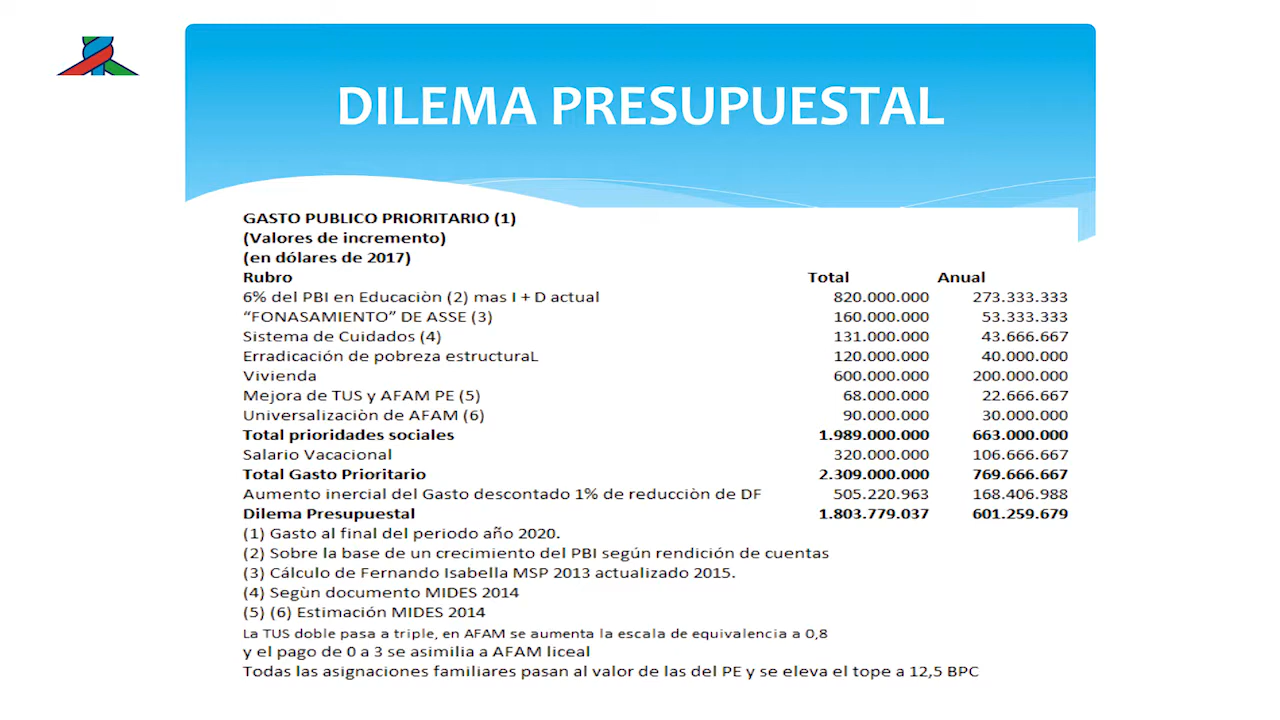 DILEMA PRESUPUESTAL
GASTO PUBLICO PRIORITARIO (1)
(Valores de incremento)
(en dólares de 2017)
Rubro Total Anual
6% del PBI en Educaciòn (2) mas I + D actual 820.000.000 273.333.333
“FONASAMIENTO” DE ASSE (3) 160.000.000 53.333.333
Sistema de Cuidados (4) 131.000.000 43.666.667
Erradicación de pobreza estructuraL 120.000.000 40.000.000
Vivienda 600.000.000 200.000.000
Mejora de TUS y AFAM PE (5) 68.000.000 22.666.667
Universalizaciòn de AFAM (6) 90.000.000 30.000.000
Total prioridades sociales 1.989.000.000 663.000.000
Salario Vacacional 320.000.000 106.666.667
Total Gasto Prioritario 2.309.000.000 769.666.667
Aumento inercial del Gasto descontado 1% de reducciòn de DF 505.220.963 168.406.988
Dilema Presupuestal 1.803.779.037 601.259.679
(1) Gasto al final del periodo año 2020.
(2) Sobre la base de un crecimiento del PBI según rendición de cuentas
(3) Cálculo de Fernando Isabella MSP 2013 actualizado 2015.
(4) Segùn documento MIDES 2014
(5) (6) Estimación MIDES 2014
La TUS doble pasa a triple, en AFAM se aumenta la escala de equivalencia a 0,8
y el pago de 0 a 3 se asimilia a AFAM liceal
Todas las asignaciones familiares pasan al valor de las del PE y se eleva el tope a 12,5 BPC